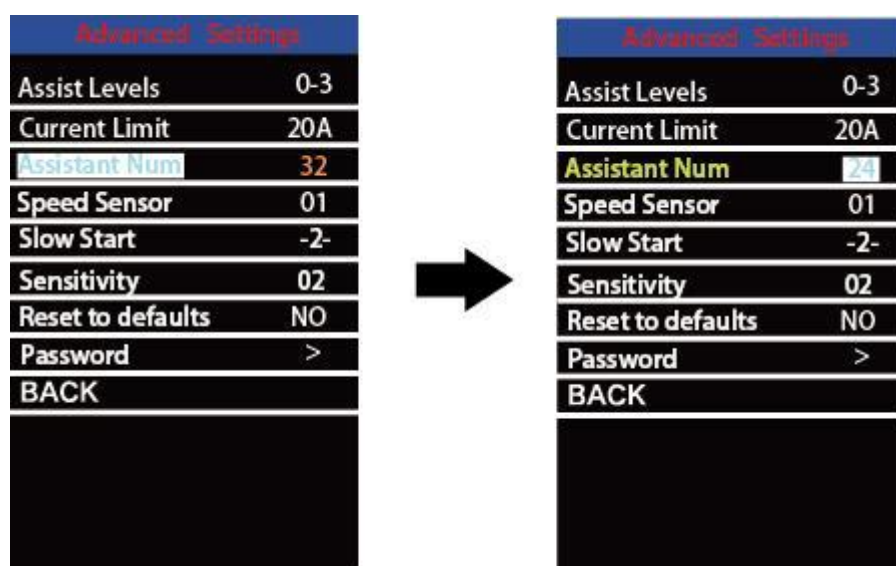 Advanced Settings
Assist Levels 0-3
Current Limit 20A
Assistant Num 32
Speed Sensor 01
Slow Start -2-
Sensitivity 02
Reset to defaults NO
Password >
BACK
Advanced Settings
Assist Levels 0-3
Current Limit 20A
Assistant Num 24
Speed Sensor 01
Slow Start -2-
Sensitivity 02
Reset to defaults NO
Password >
BACK